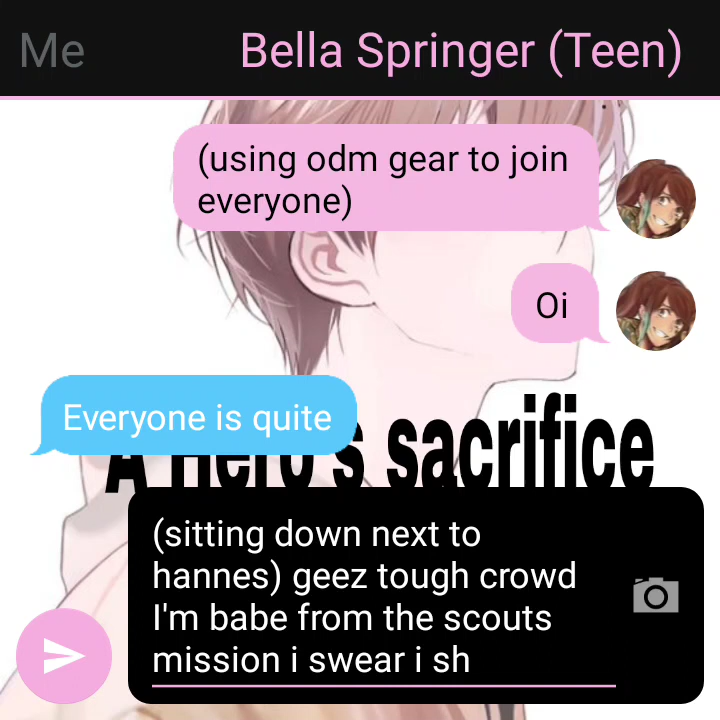 Me
Bella Springer (Teen)
(using odm gear to join
everyone)
Oi
Everyone is quite
A Hero's sacrifice
(sitting down next to
hannes) geez tough crowd
I'm babe from the scouts
mission i swear i sh